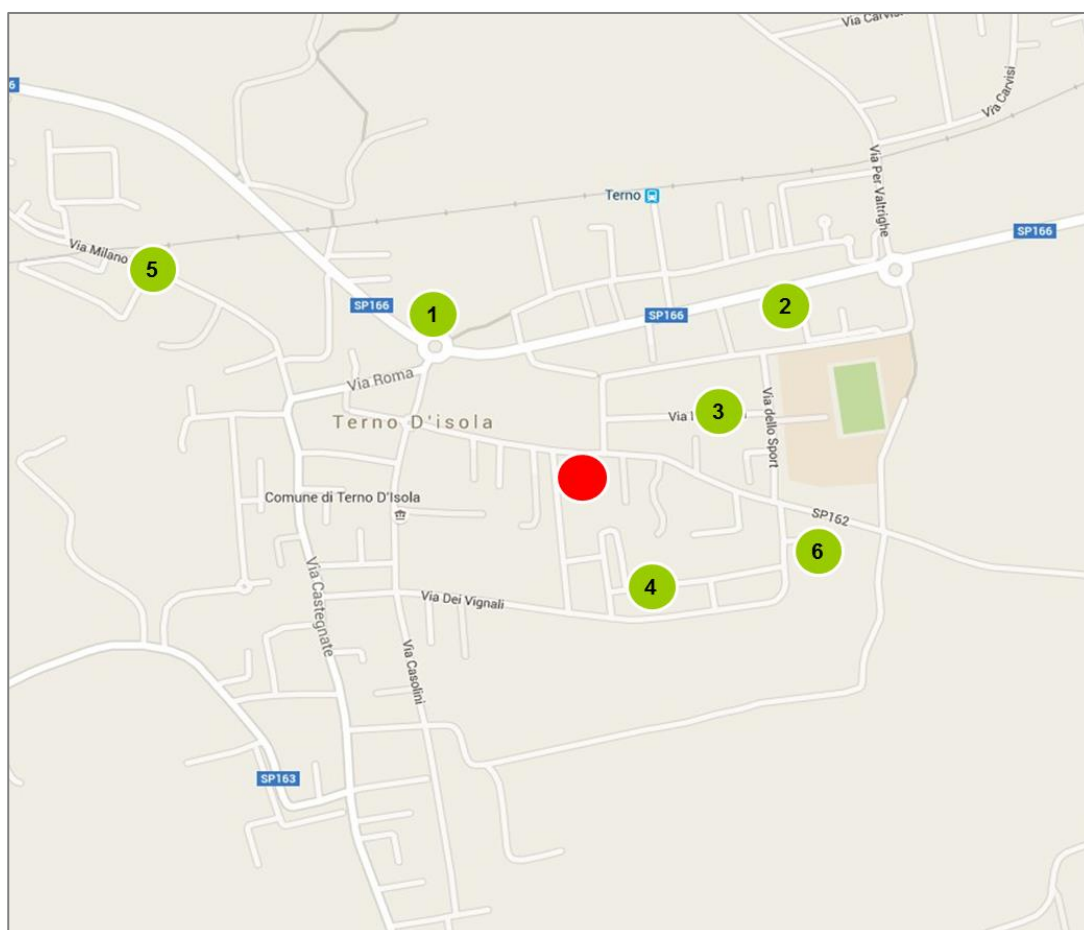 Via Carvisi
6
Via Carvisi
Via Per Valtrighe
Terno
SP166
Via Milano
5
SP166
1
SP166
2
Via Roma
Via
3
Via dello Sport
Terno D'isola
Comune di Terno D'Isola
SP162
6
Via Castegnate
4
Via Dei Vignali
Via Casolini
SP163